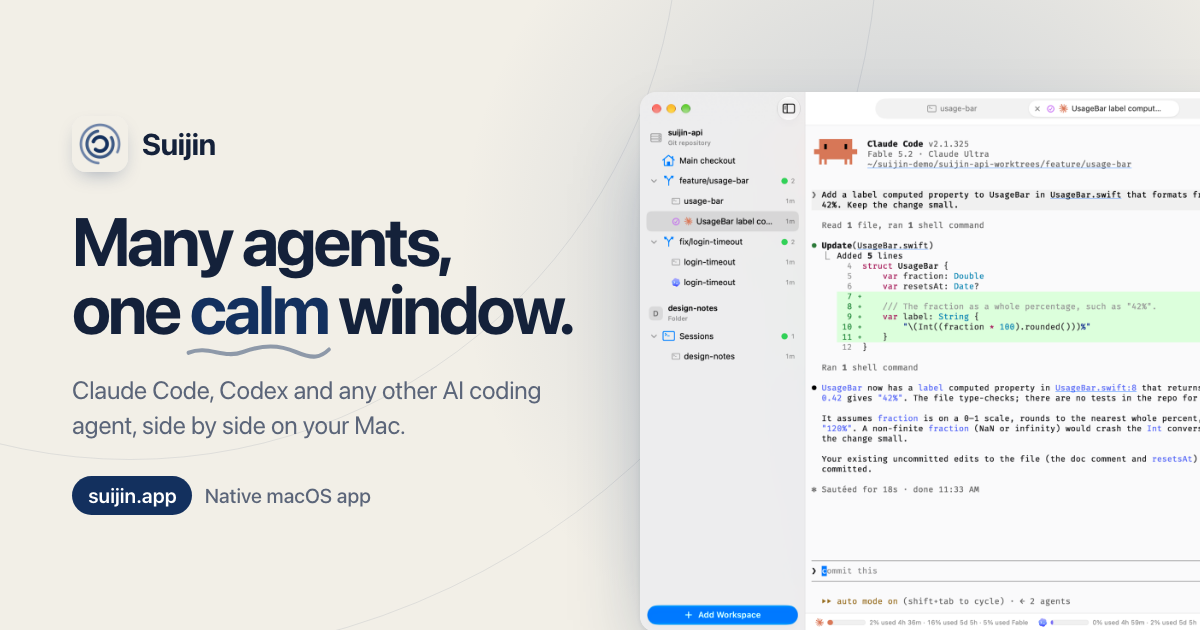 Suijin
Many agents,
one calm window.
Claude Code, Codex and any other AI coding
agent, side by side on your Mac.
suijin.app
Native macOS app
suijin-api
Git repository
Main checkout
feature/usage-bar 2
usage-bar 1m
UsageBar label co... 1m
fix/login-timeout 2
login-timeout 1m
login-timeout
D
design-notes
Folder
Sessions 1
design-notes 1m
+ Add Workspace
usage-bar
× UsageBar label comput...
Claude Code v2.1.325
Fable 5.2 · Claude Ultra
~/suijin-demo/suijin-api-worktrees/feature/usage-bar
❯ Add a label computed property to UsageBar in UsageBar.swift that formats
42%. Keep the change small.
Read 1 file, ran 1 shell command
● Update(UsageBar.swift)
└ Added 5 lines
4 struct UsageBar {
5 var fraction: Double
6 var resetsAt: Date?
7 +
8 + /// The fraction as a whole percentage, such as "42%".
9 + var label: String {
10 + "\(Int((fraction * 100).rounded()))%"
11 + }
12 }
Ran 1 shell command
● UsageBar now has a label computed property in UsageBar.swift:8 that returns
0.42 gives "42%". The file type-checks; there are no tests in the repo for
It assumes fraction is on a 0–1 scale, rounds to the nearest whole percent,
"120%". A non-finite fraction (NaN or infinity) would crash the Int
the change small.
Your existing uncommitted edits to the file (the doc comment and resetsAt)
committed.
✻ Sautéed for 18s · done 11:33 AM
❯ commit this
⏵⏵ auto mode on (shift+tab to cycle) · ← 2 agents
2% used 4h 36m · 16% used 5d 5h · 5% used Fable
0% used 4h 59m · 2% used 5d 5h